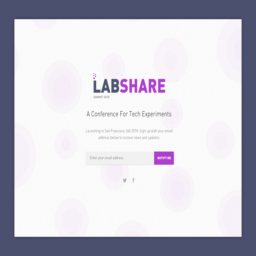 LABSHARE
A Conference For Tech Experiments
Launching in San Francisco, fall 2016. Sign up with your email
address below to receive news and updates.
Enter your email address
NOTIFY ME